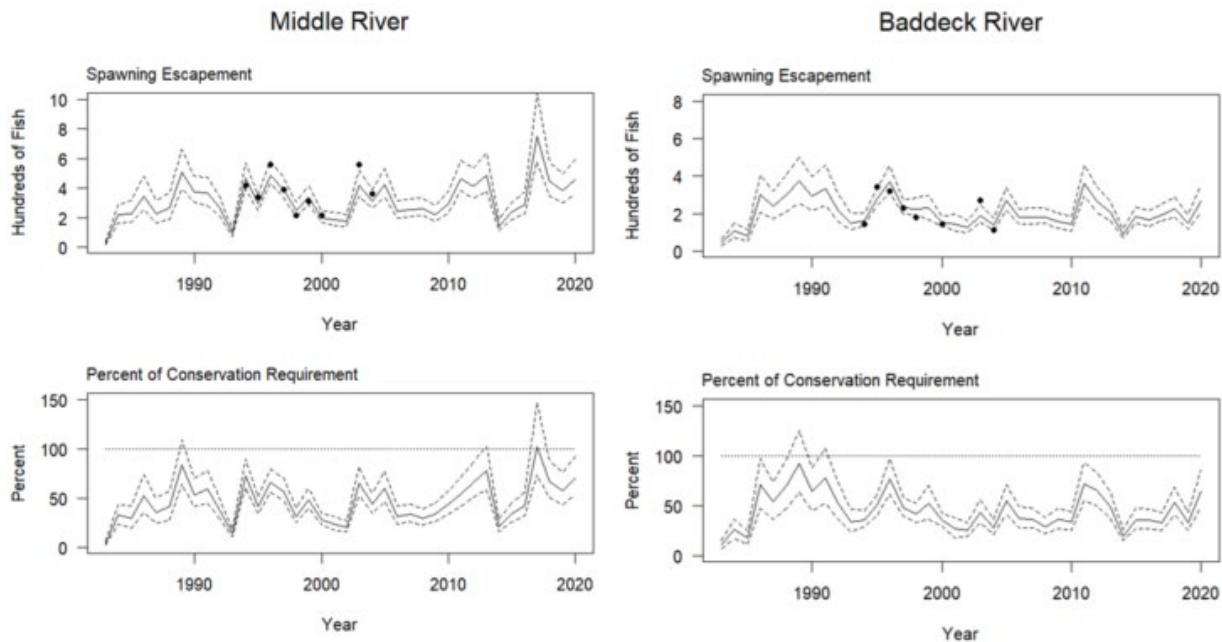 Middle River
Spawning Escapement
Hundreds of Fish
10
8
6
4
2
0
1990
2000
2010
2020
Year
Percent of Conservation Requirement
Percent
150
100
50
0
1990
2000
2010
2020
Year
Baddeck River
Spawning Escapement
Hundreds of Fish
8
6
4
2
0
1990
2000
2010
2020
Year
Percent of Conservation Requirement
Percent
150
100
50
0
1990
2000
2010
2020
Year